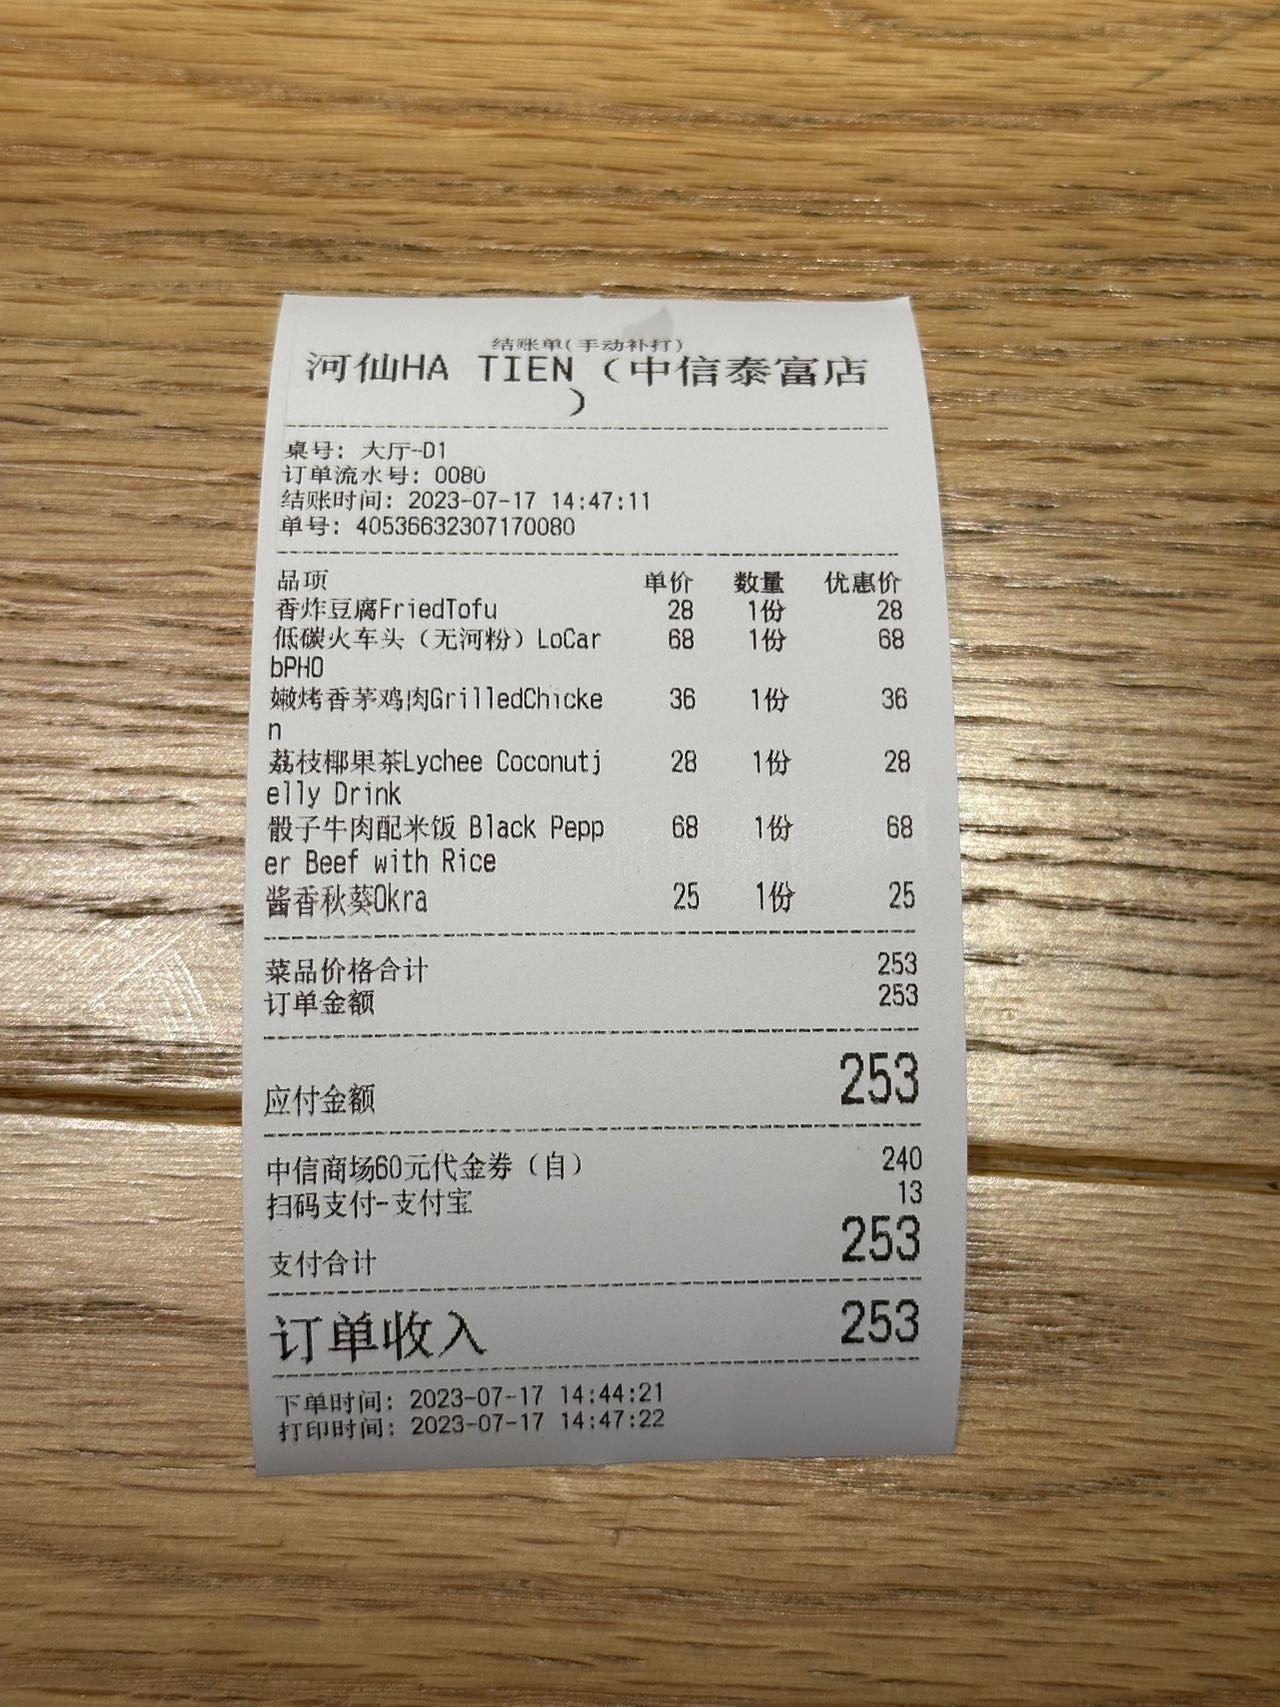 结账单(手动补打)
河仙HA TIEN（中信泰富店
）
桌号: 大厅-D1
订单流水号: 0080
结账时间: 2023-07-17 14:47:11
单号: 40536632307170080
品项 单价 数量 优惠价
香炸豆腐FriedTofu 28 1份 28
低碳火车头（无河粉）LoCar 68 1份 68
bPHO
嫩烤香茅鸡肉GrilledChicke 36 1份 36
n
荔枝椰果茶Lychee Coconutj 28 1份 28
elly Drink
骰子牛肉配米饭 Black Pepp 68 1份 68
er Beef with Rice
酱香秋葵Okra 25 1份 25
菜品价格合计 253
订单金额 253
应付金额 253
中信商场60元代金券（自） 240
扫码支付-支付宝 13
支付合计 253
订单收入 253
下单时间: 2023-07-17 14:44:21
打印时间: 2023-07-17 14:47:22